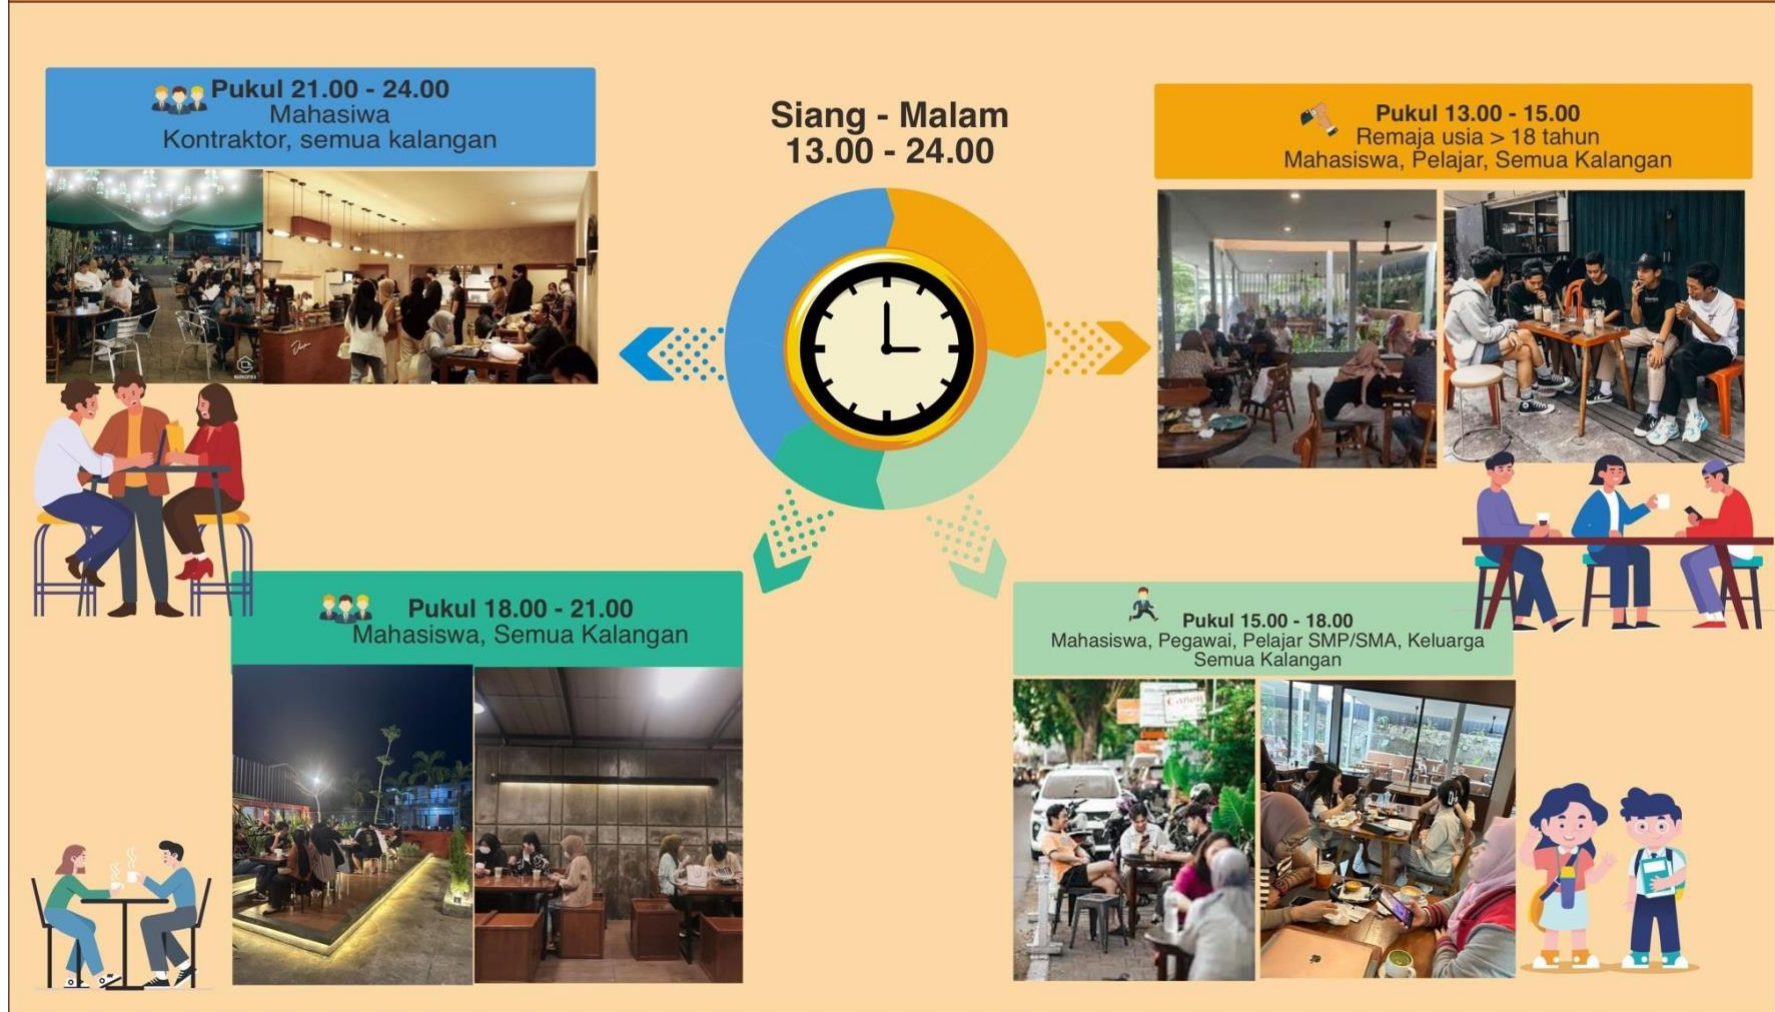 Siang - Malam
13.00 - 24.00
Pukul 21.00 - 24.00
Mahasiwa
Kontraktor, semua kalangan
Pukul 13.00 - 15.00
Remaja usia > 18 tahun
Mahasiswa, Pelajar, Semua Kalangan
Pukul 18.00 - 21.00
Mahasiswa, Semua Kalangan
Pukul 15.00 - 18.00
Mahasiswa, Pegawai, Pelajar SMP/SMA, Keluarga
Semua Kalangan